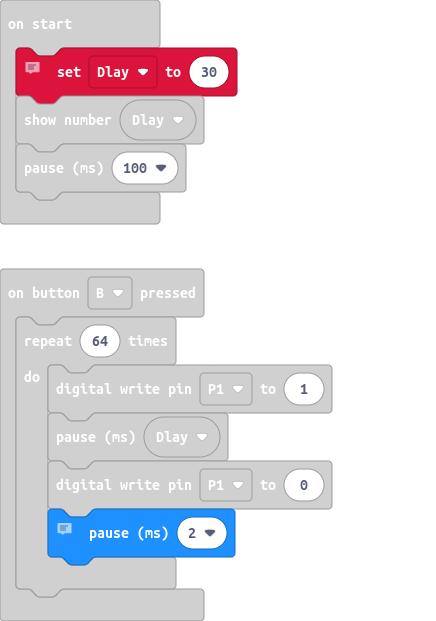 on start
set Dlay to 30
show number Dlay
pause (ms) 100
on button B pressed
repeat 64 times
do
digital write pin P1 to 1
pause (ms) Dlay
digital write pin P1 to 0
pause (ms) 2